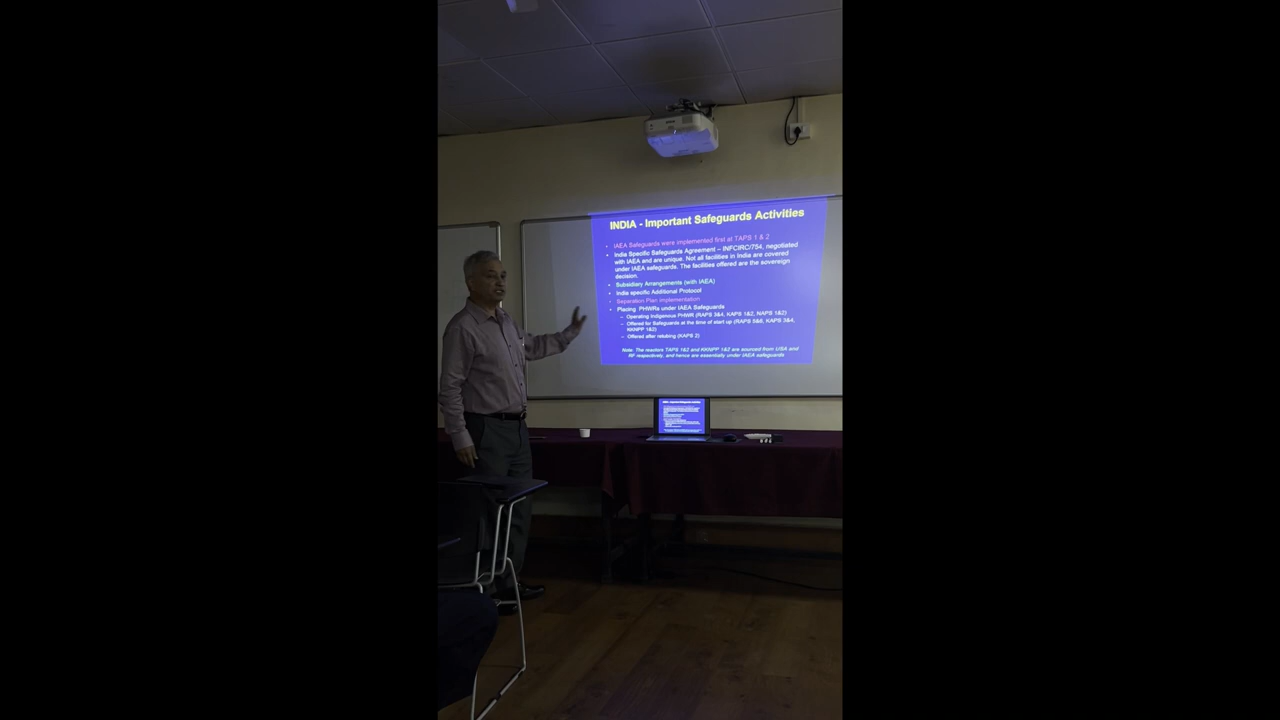 INDIA - Important Safeguards Activities
• IAEA Safeguards were implemented first at TAPS 1 & 2
• India Specific Safeguards Agreement – INFCIRC/754, negotiated
with IAEA and are unique. Not all facilities in India are covered
under IAEA safeguards. The facilities offered are the sovereign
decision.
• Subsidiary Arrangements (with IAEA)
• India specific Additional Protocol
• Separation Plan implementation
• Placing PHWRs under IAEA Safeguards
– Operating Indigenous PHWR (RAPS 3&4, KAPS 1&2, NAPS 1&2)
– Offered for Safeguards at the time of start up (RAPS 5&6, KAPS 3&4,
KKNPP 1&2)
– Offered after retubing (KAPS 2)
Note: The reactors TAPS 1&2 and KKNPP 1&2 are sourced from USA and
RF respectively, and hence are essentially under IAEA safeguards
INDIA - Important Safeguards Activities